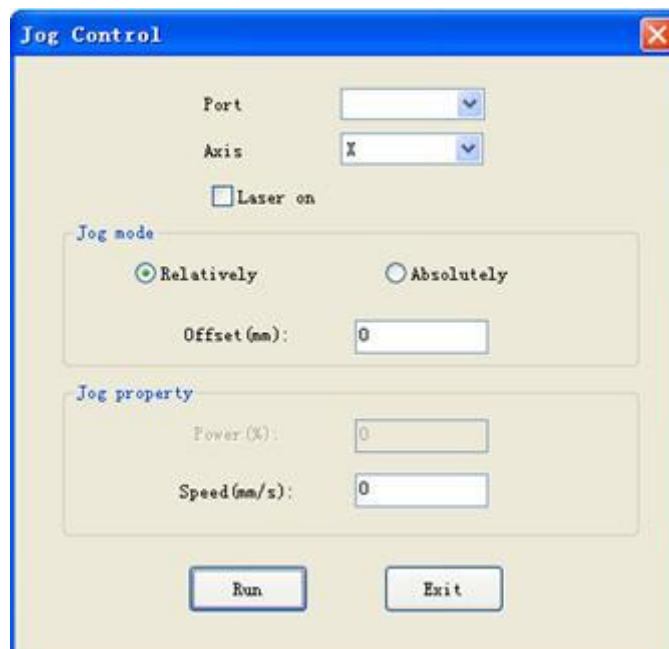 Jog Control
Port
Axis X
Laser on
Jog mode
Relatively Absolutely
Offset(mm): 0
Jog property
Power(%): 0
Speed(mm/s): 0
Run Exit